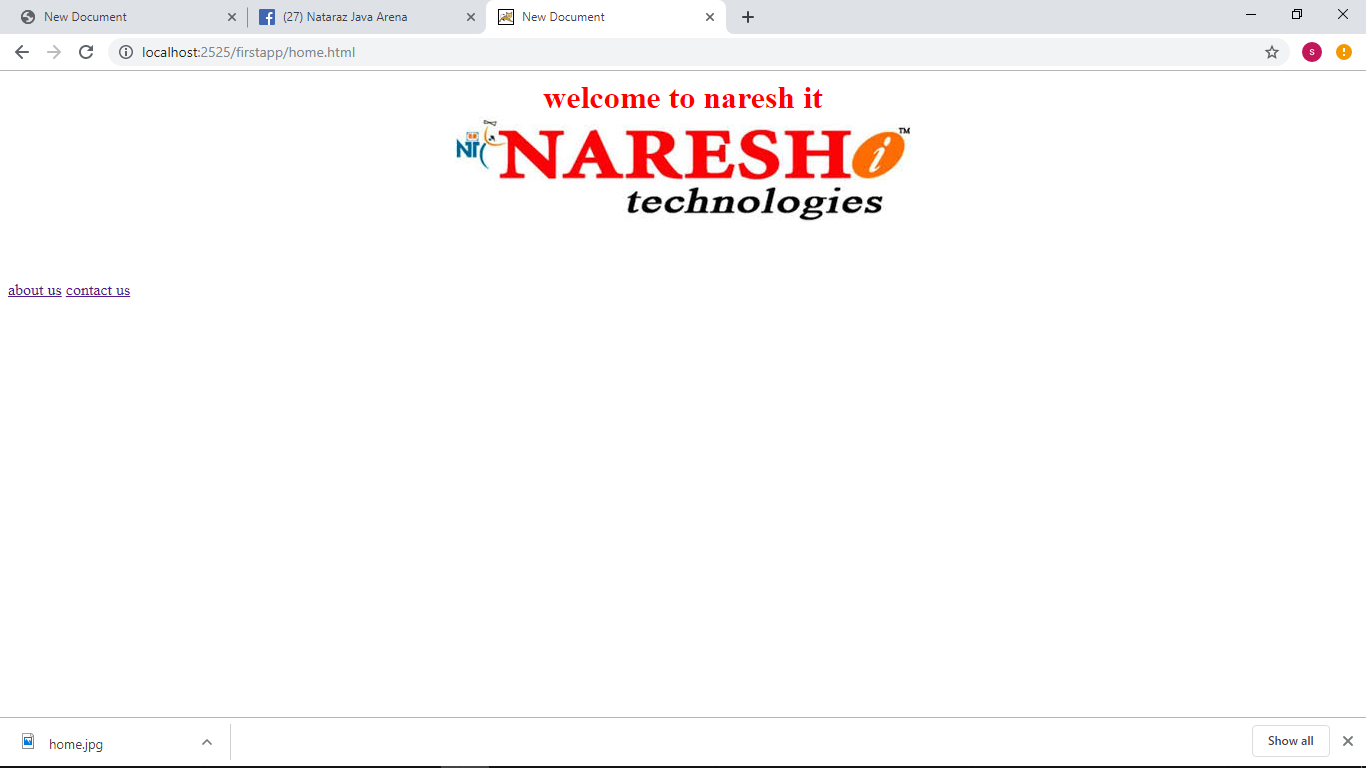 New Document
(27) Nataraz Java Arena
New Document
localhost:2525/firstapp/home.html
s
welcome to naresh it
NiT NARESH i ™
technologies
about us contact us
home.jpg
Show all